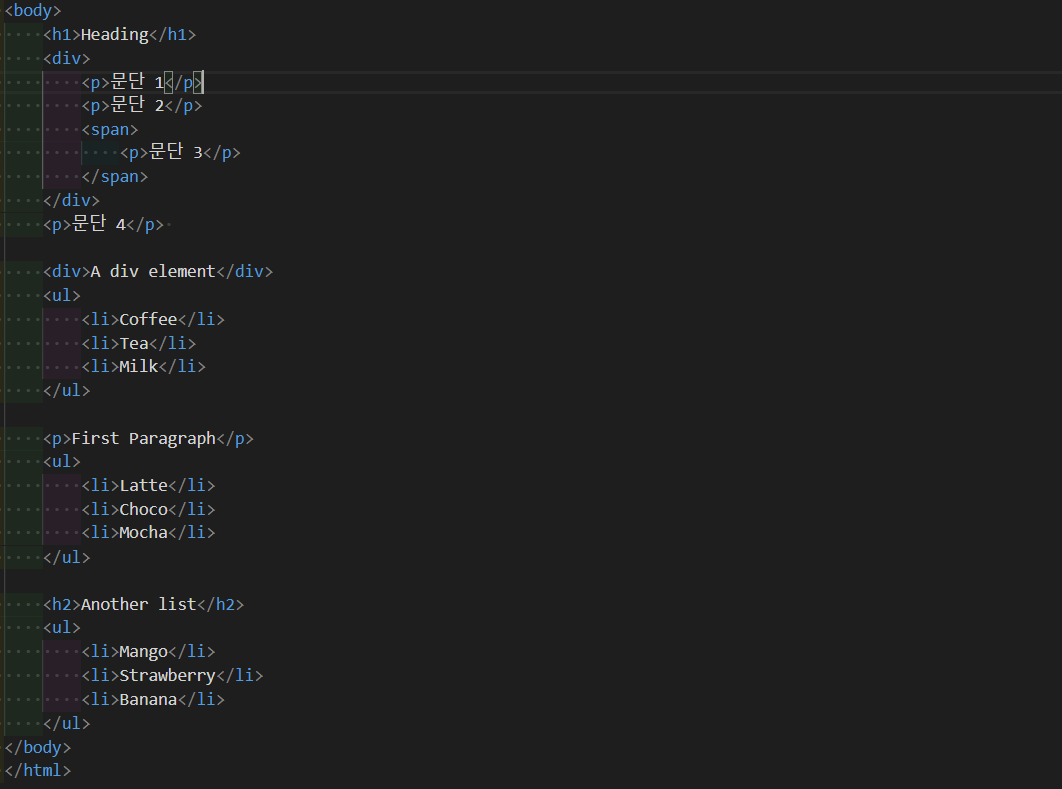 <body>
<h1>Heading</h1>
<div>
<p>문단 1</p>
<p>문단 2</p>
<span>
<p>문단 3</p>
</span>
</div>
<p>문단 4</p>
<div>A div element</div>
<ul>
<li>Coffee</li>
<li>Tea</li>
<li>Milk</li>
</ul>
<p>First Paragraph</p>
<ul>
<li>Latte</li>
<li>Choco</li>
<li>Mocha</li>
</ul>
<h2>Another list</h2>
<ul>
<li>Mango</li>
<li>Strawberry</li>
<li>Banana</li>
</ul>
</body>
</html>